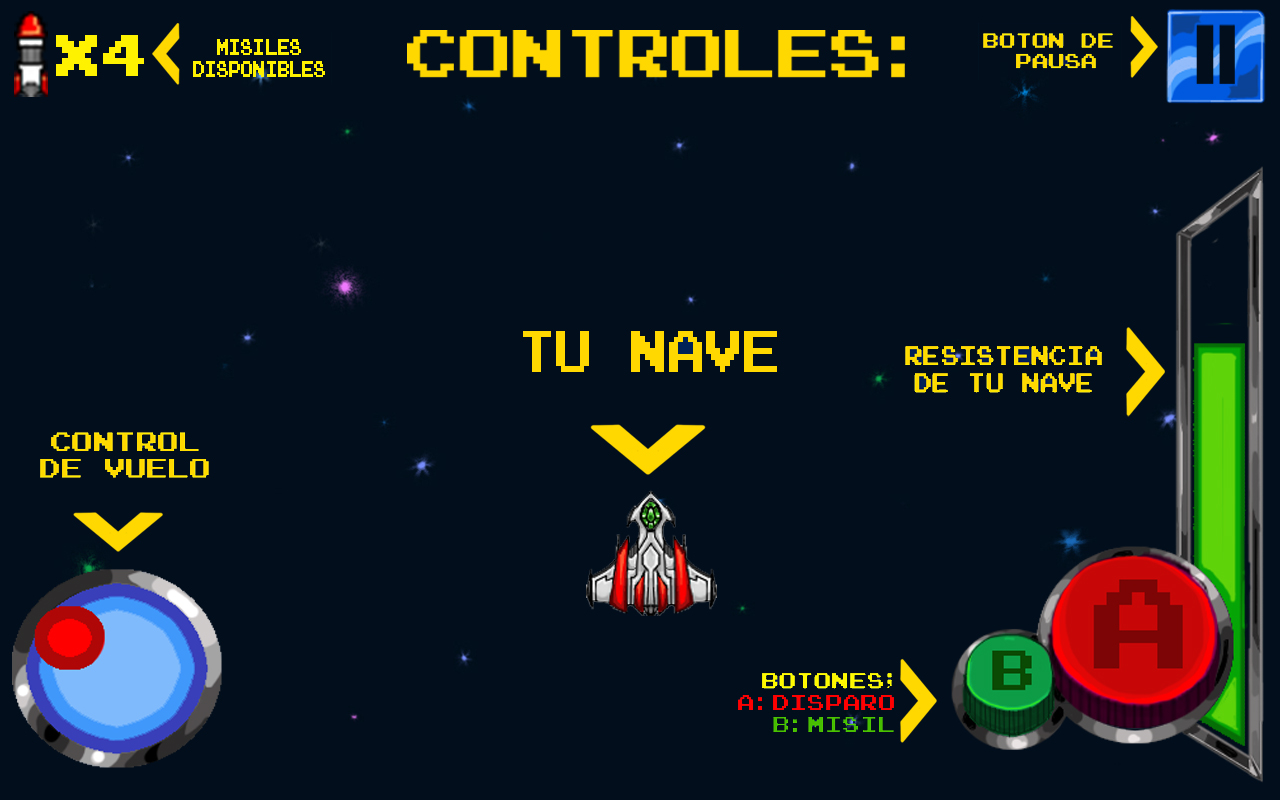 X4
MISILES
DISPONIBLES
CONTROLES:
BOTON DE
PAUSA
TU NAVE
RESISTENCIA
DE TU NAVE
CONTROL
DE VUELO
BOTONES;
A: DISPARO
B: MISIL
B
A